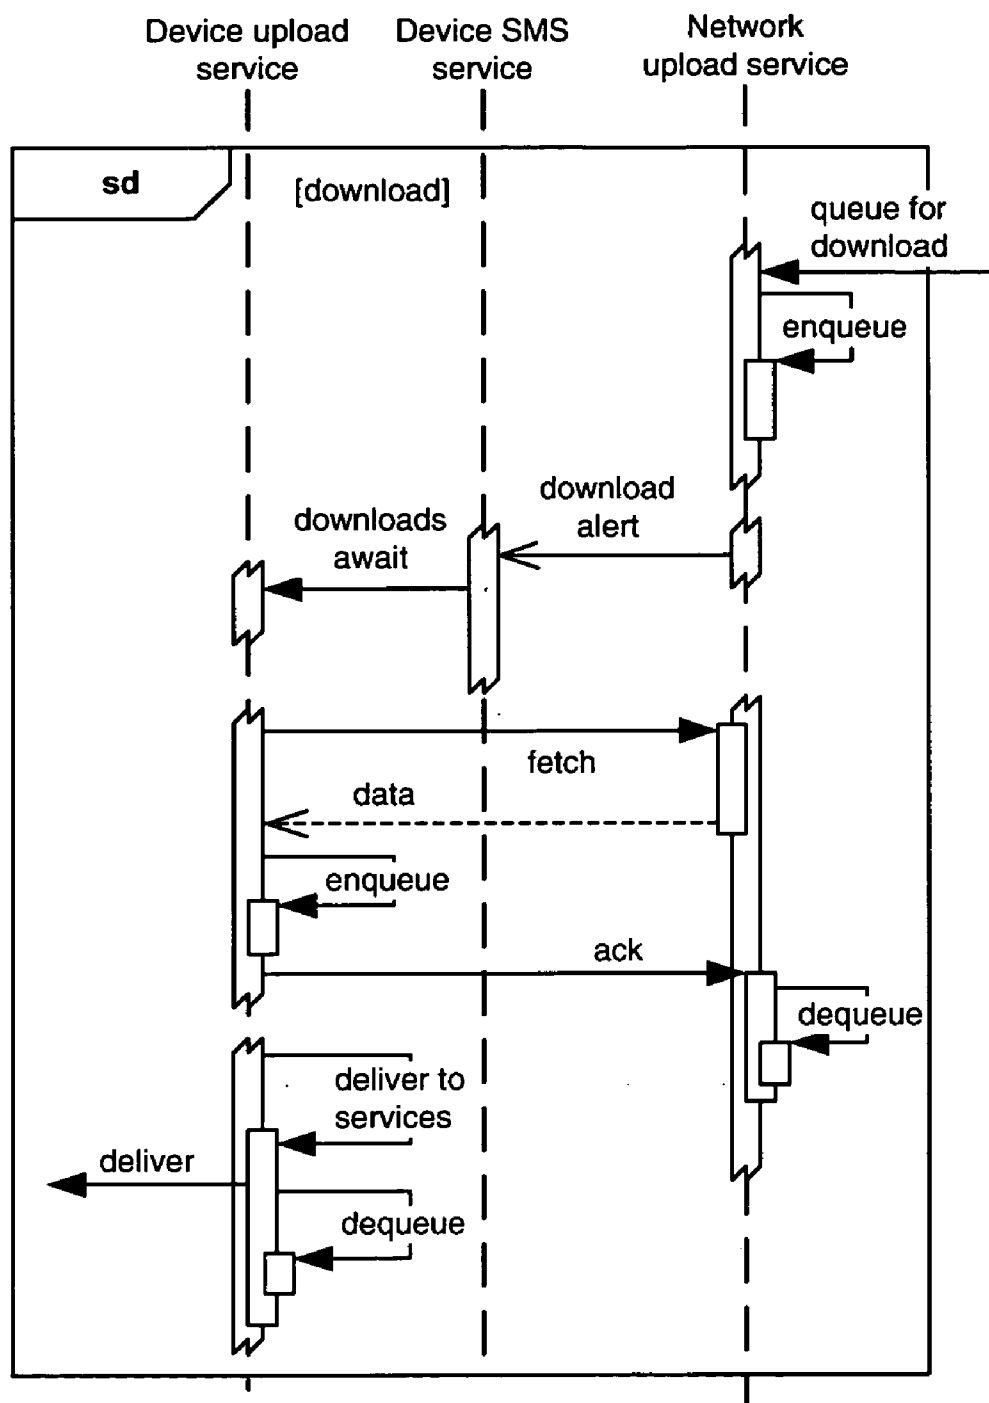 Device upload
service
Device SMS
service
Network
upload service
sd
[download]
queue for
download
enqueue
download
alert
downloads
await
fetch
data
enqueue
ack
dequeue
deliver to
services
deliver
dequeue